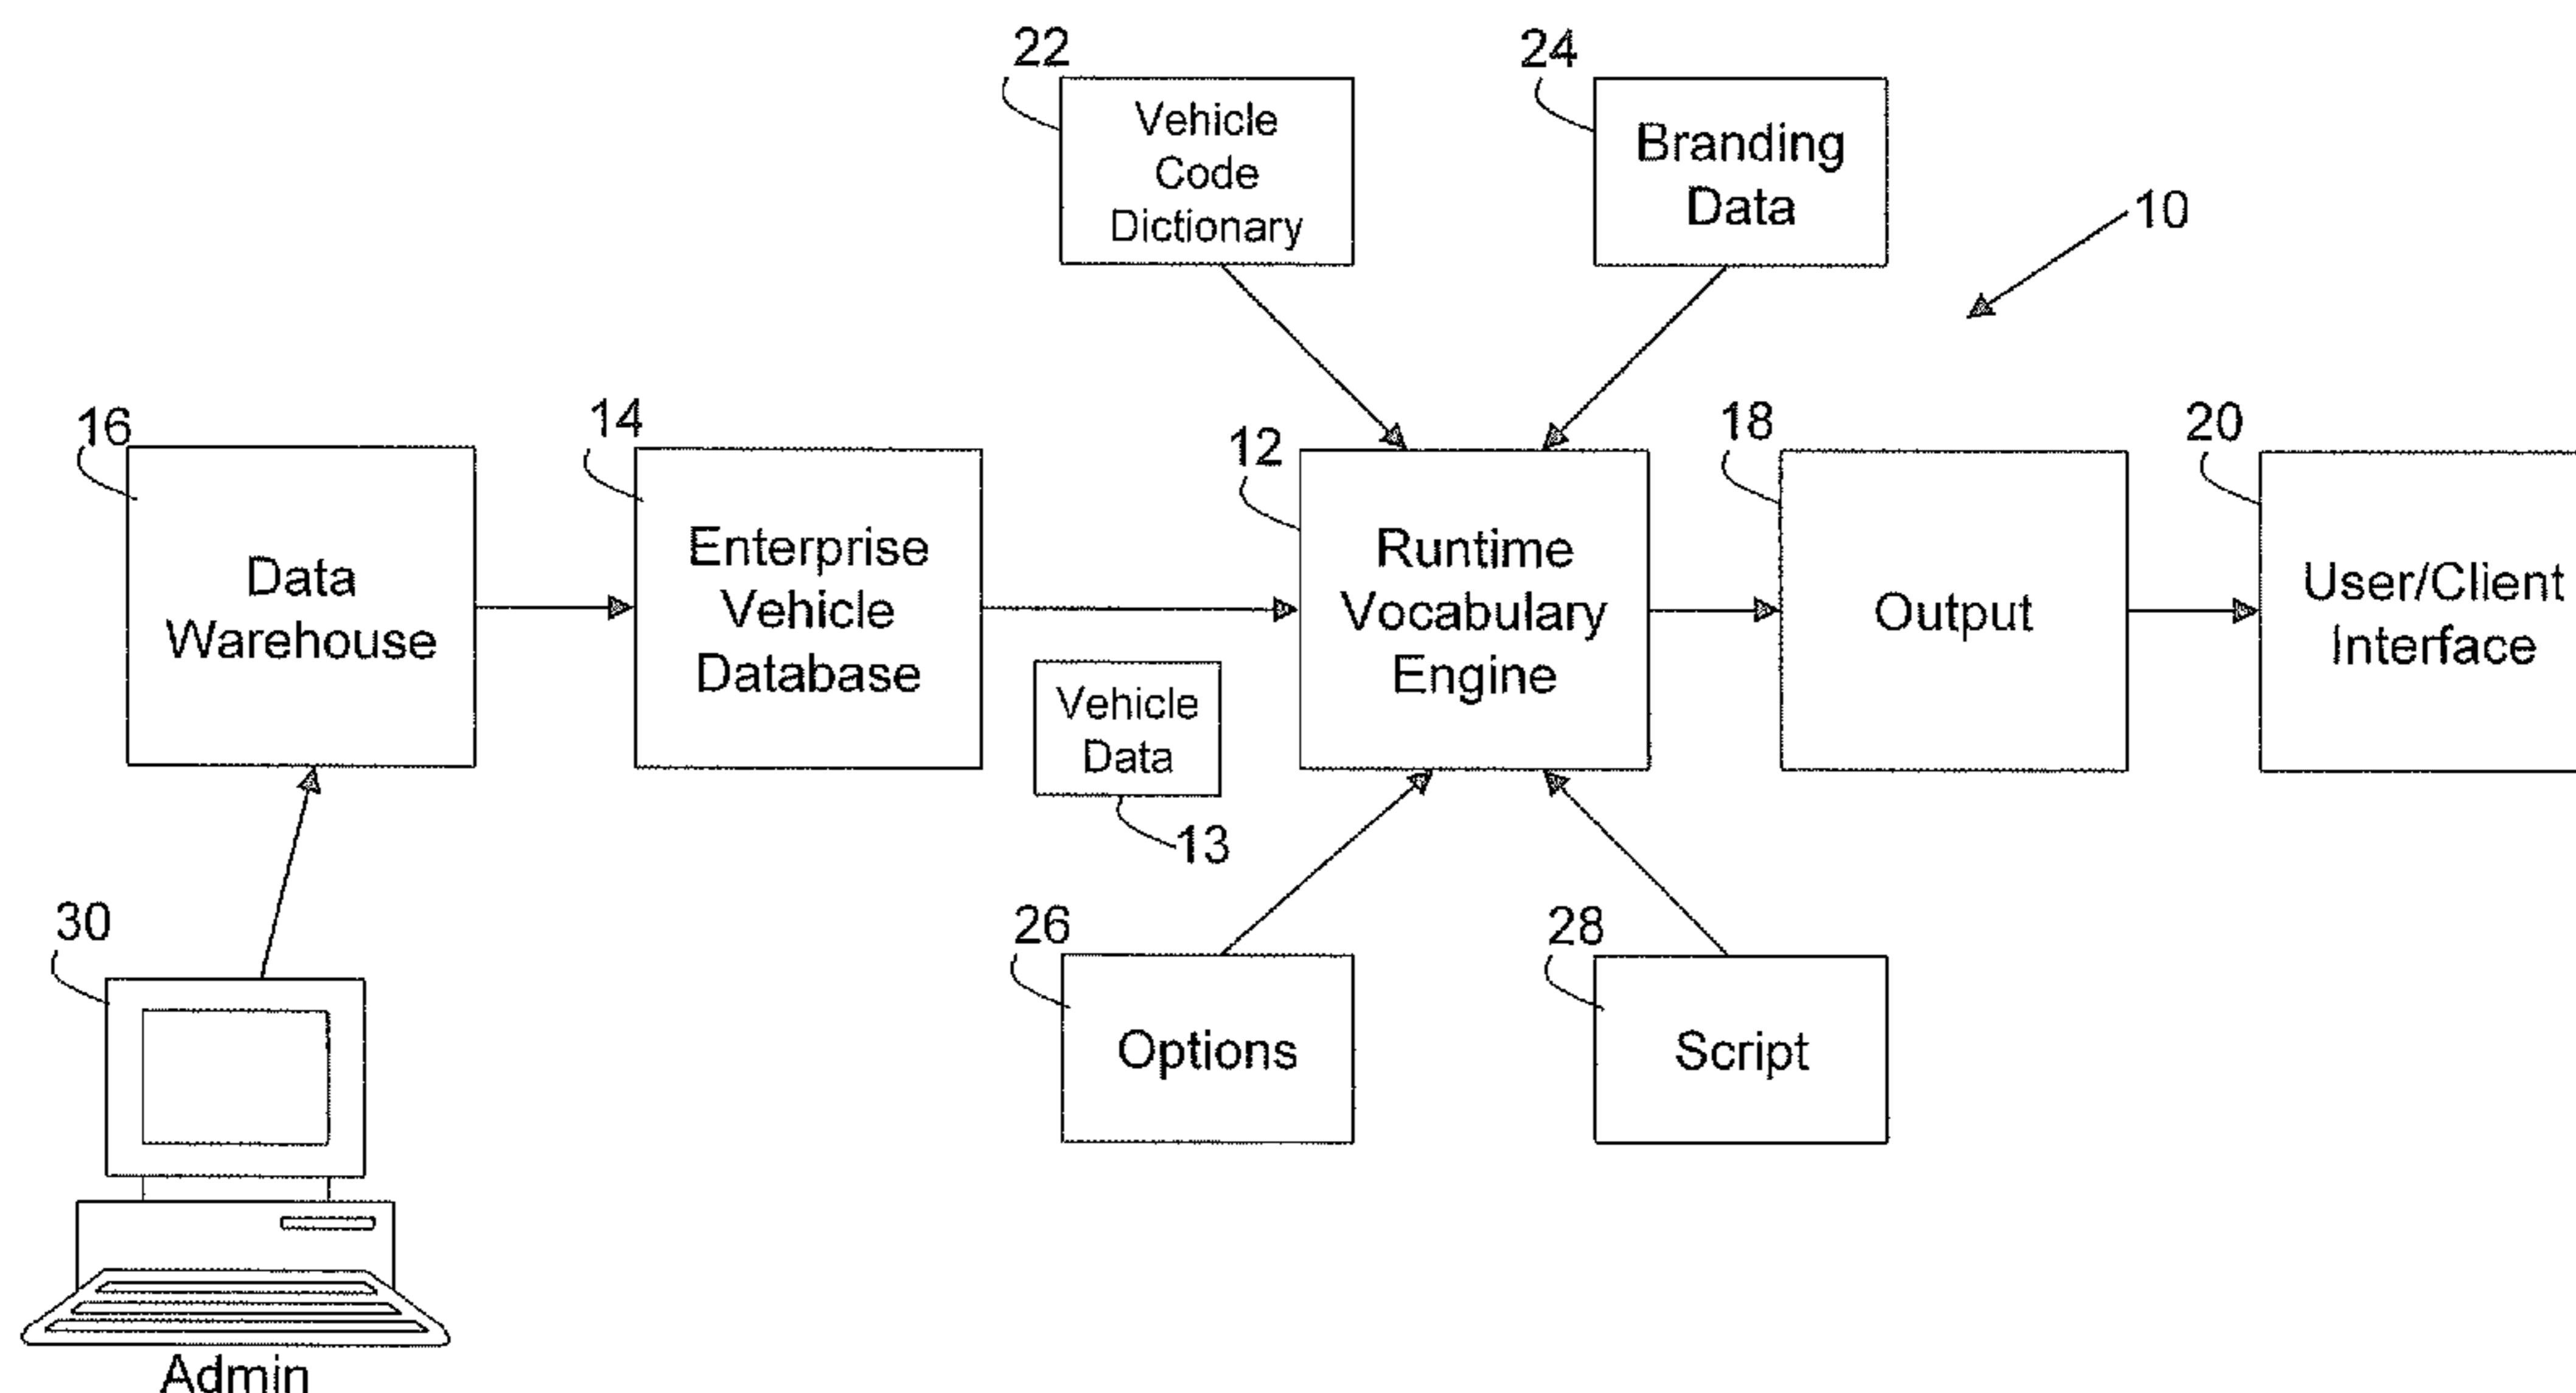 22
Vehicle
Code
Dictionary
24
Branding
Data
10
16
Data
Warehouse
14
Enterprise
Vehicle
Database
Vehicle
Data
13
12
Runtime
Vocabulary
Engine
18
Output
20
User/Client
Interface
30
Admin
26
Options
28
Script